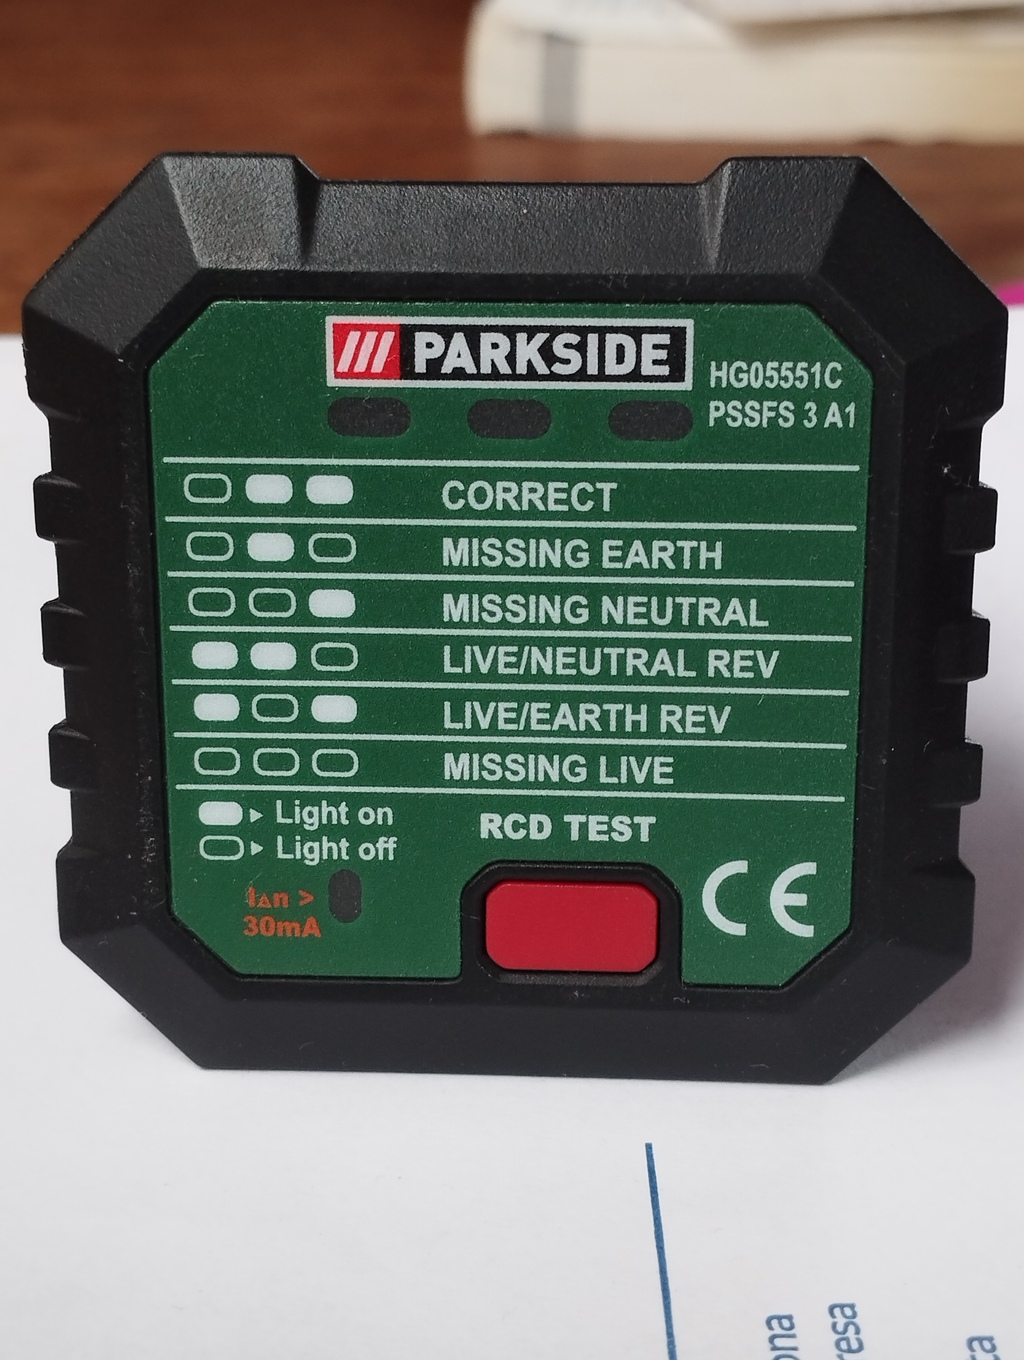 PARKSIDE
HG05551C
PSSFS 3 A1
CORRECT
MISSING EARTH
MISSING NEUTRAL
LIVE/NEUTRAL REV
LIVE/EARTH REV
MISSING LIVE
Light on
Light off
RCD TEST
IΔn >
30mA
CE